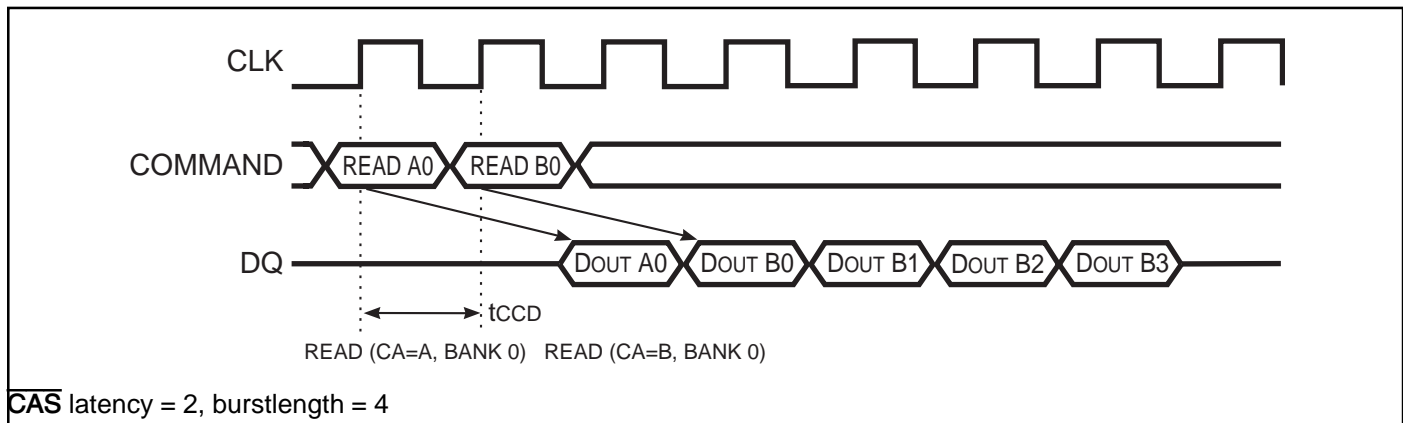 CLK
COMMAND READ A0 READ B0
DQ DOUT A0 DOUT B0 DOUT B1 DOUT B2 DOUT B3
tCCD
READ (CA=A, BANK 0) READ (CA=B, BANK 0)
CAS latency = 2, burstlength = 4